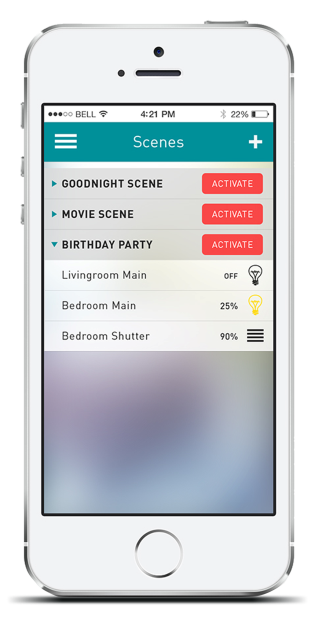 BELL 4:21 PM 22%
Scenes +
GOODNIGHT SCENE ACTIVATE
MOVIE SCENE ACTIVATE
BIRTHDAY PARTY ACTIVATE
Livingroom Main OFF
Bedroom Main 25%
Bedroom Shutter 90%